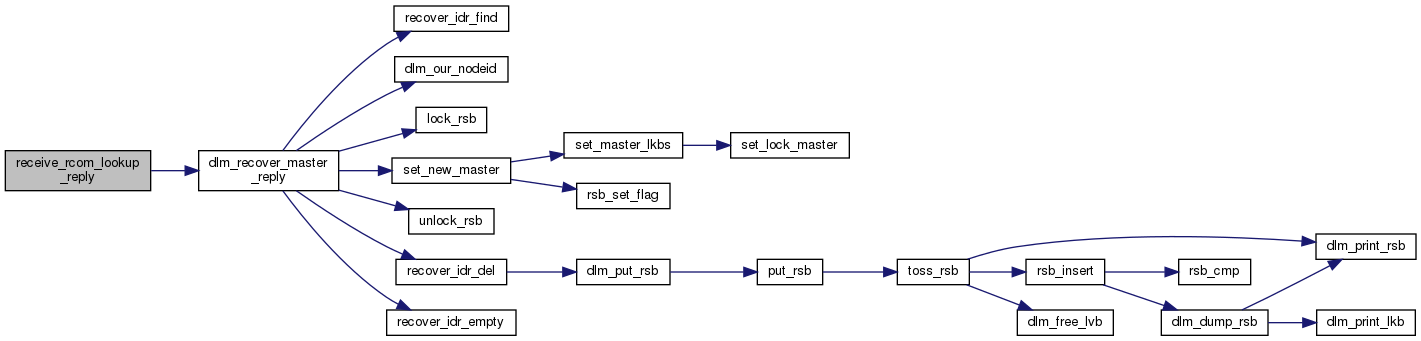 receive_rcom_lookup
_reply
dlm_recover_master
_reply
recover_idr_find
dlm_our_nodeid
lock_rsb
set_new_master
unlock_rsb
recover_idr_del
recover_idr_empty
set_master_lkbs
rsb_set_flag
set_lock_master
dlm_put_rsb
put_rsb
toss_rsb
rsb_insert
dlm_free_lvb
rsb_cmp
dlm_dump_rsb
dlm_print_rsb
dlm_print_lkb